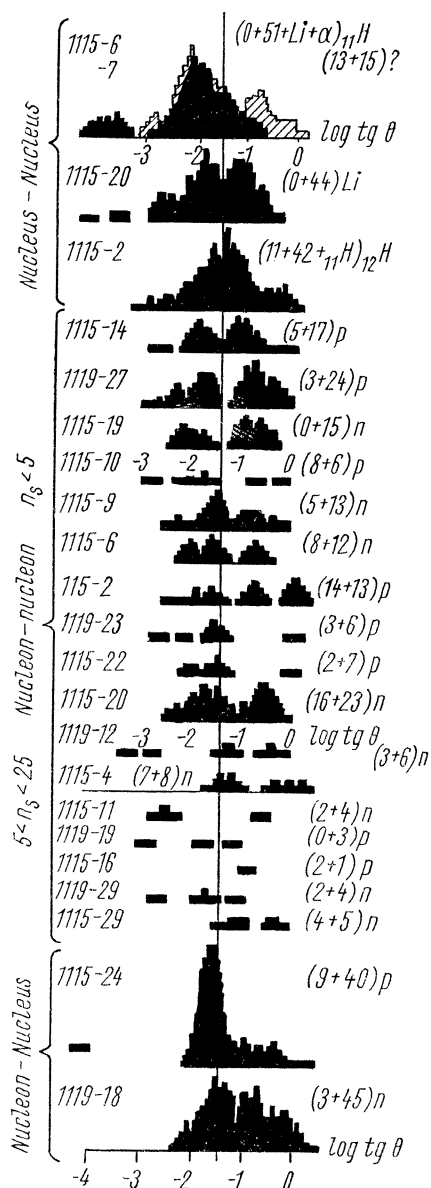 1115-6
-7
(0+51+Li+α)₁₁H
(13+15)?
-3 -2 -1 0 log tg θ
1115-20 (0+44)Li
1115-2 (11+42+₁₁H)₁₂H
Nucleus-Nucleus
1115-14 (5+17)p
1119-27 (3+24)p
1115-19 (0+15)n
-3 -2 -1 0
1115-10 (8+6)p
1115-9 (5+13)n
1115-6 (8+12)n
115-2 (14+13)p
1119-23 (3+6)p
1115-22 (2+7)p
1115-20 (16+23)n
-3 -2 -1 0 log tg θ
1119-12 (3+6)n
1115-4 (7+8)n
1115-11 (2+4)n
1119-19 (0+3)p
1115-16 (2+1)p
1119-29 (2+4)n
1115-29 (4+5)n
Nucleon-nucleon
n_s<5
5<n_s<25
1115-24 (9+40)p
1119-18 (3+45)n
Nucleon-Nucleus
log tg θ
-4 -3 -2 -1 0